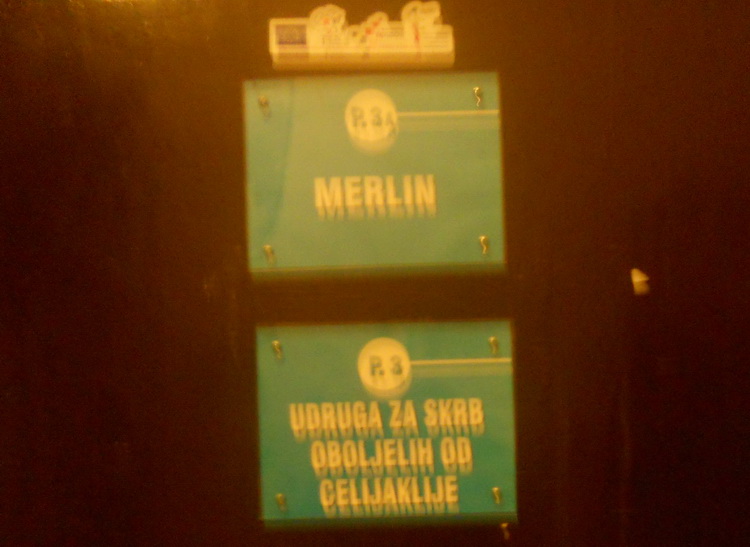 P. 3A
MERLIN
P. 3
UDRUGA ZA SKRB
OBOLJELIH OD
CELIJAKLIJE